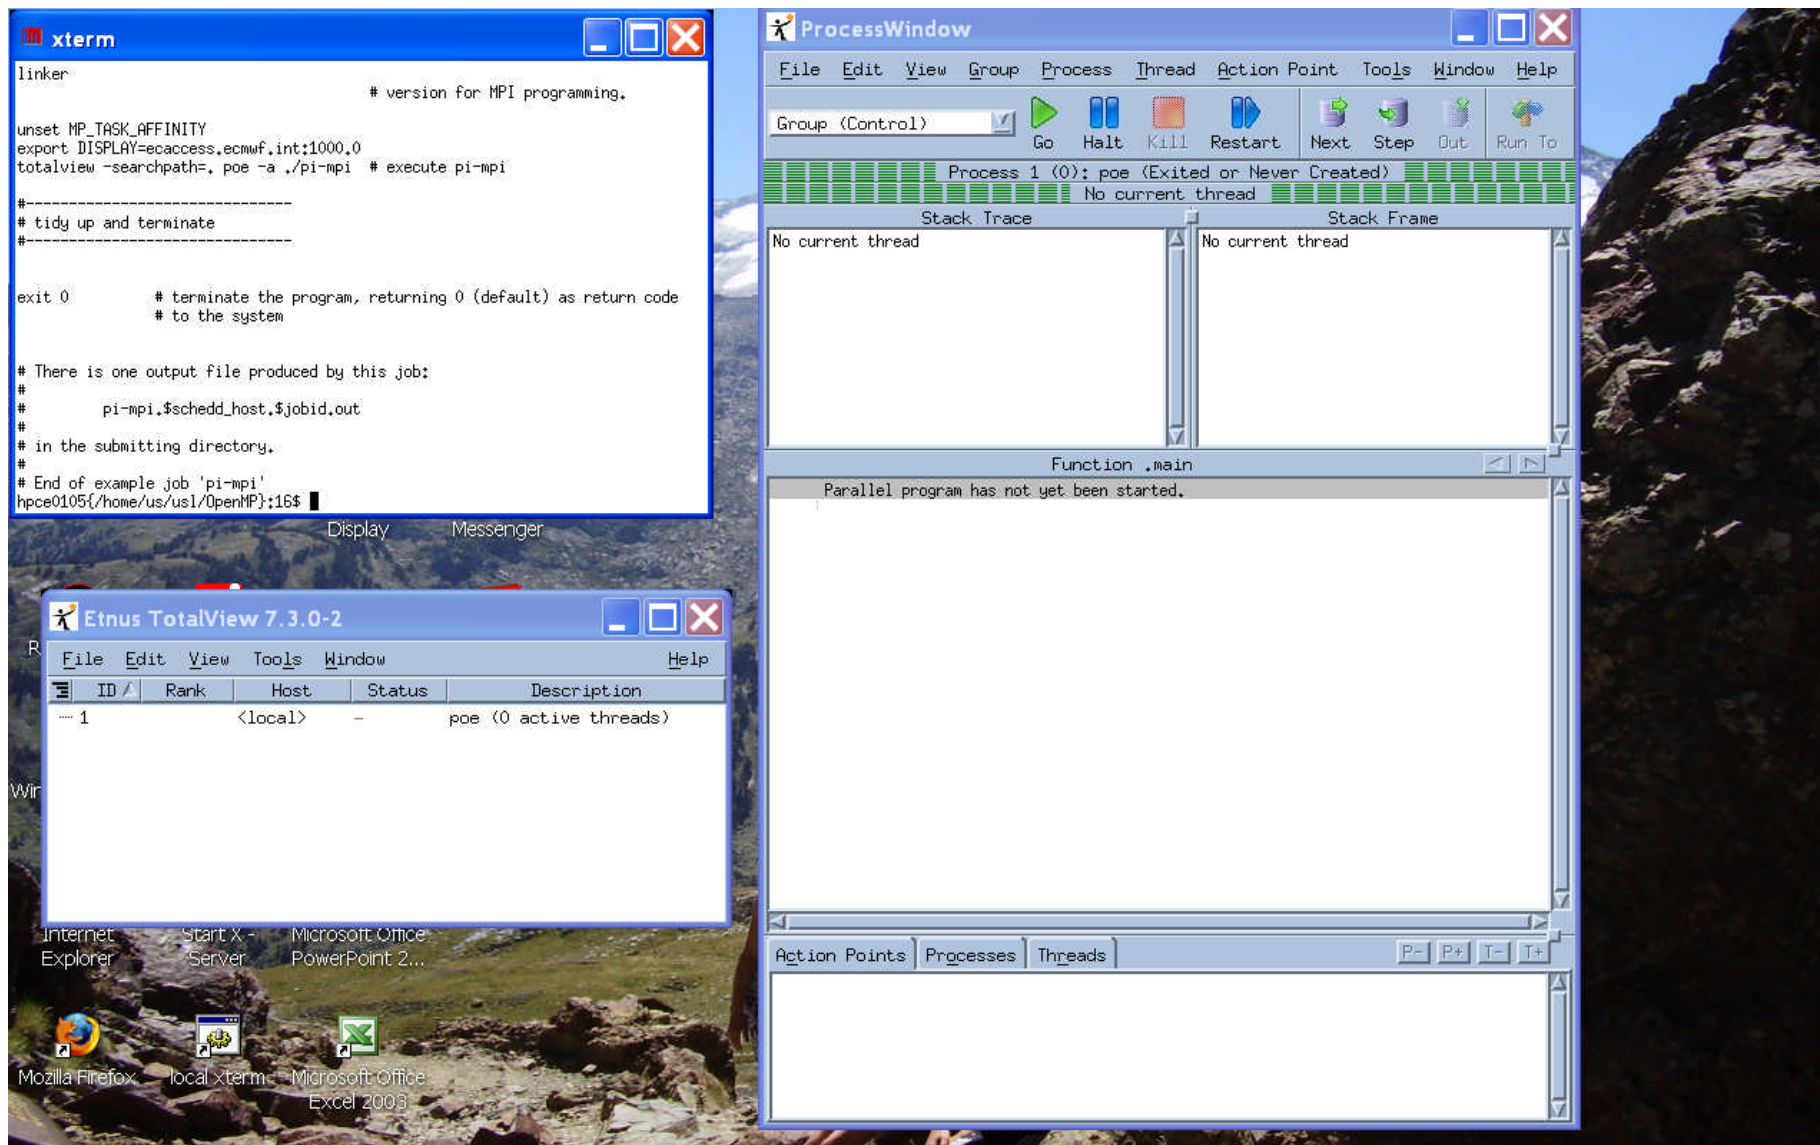 xterm
linker
# version for MPI programming.
unset MP_TASK_AFFINITY
export DISPLAY=ecaccess.ecmwf.int:1000.0
totalview -searchpath=. poe -a ./pi-mpi  # execute pi-mpi
#-------------------------------
# tidy up and terminate
#-------------------------------
exit 0          # terminate the program, returning 0 (default) as return code
# to the system
# There is one output file produced by this job:
#
#         pi-mpi.$schedd_host.$jobid.out
#
# in the submitting directory.
#
# End of example job 'pi-mpi'
hpce0105{/home/us/usl/OpenMP}:16$
Display Messenger
R
Etnus TotalView 7.3.0-2
File Edit View Tools Window Help
ID Rank Host Status Description
1 <local> - poe (0 active threads)
Win
Internet Explorer
Start X - Server
Microsoft Office PowerPoint 2...
Mozilla Firefox
local xterm
Microsoft Office Excel 2003
ProcessWindow
File Edit View Group Process Thread Action Point Tools Window Help
Group (Control)
Go Halt Kill Restart Next Step Out Run To
Process 1 (0): poe (Exited or Never Created)
No current thread
Stack Trace Stack Frame
No current thread No current thread
Function .main
Parallel program has not yet been started.
Action Points Processes Threads P- P+ T- T+